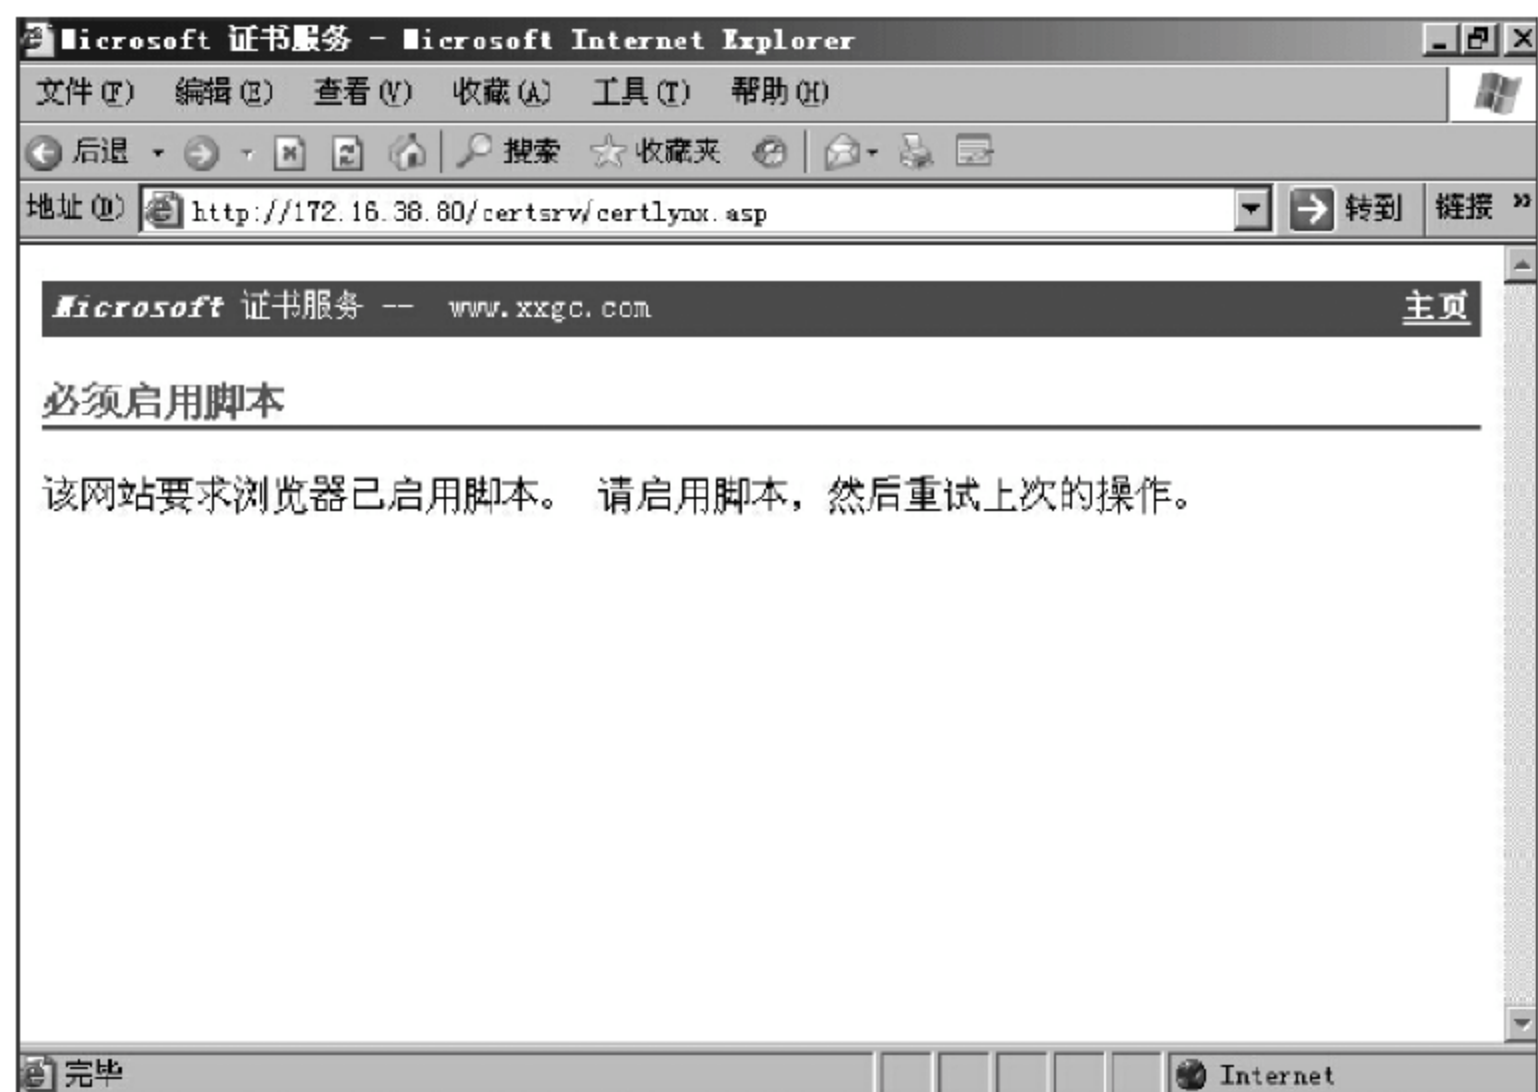 Microsoft 证书服务 - Microsoft Internet Explorer
文件(F) 编辑(E) 查看(V) 收藏(A) 工具(T) 帮助(H)
后退 搜索 收藏夹
地址(D) http://172.16.38.80/certsrv/certlynx.asp 转到 链接 »
Microsoft 证书服务 -- www.xxgc.com 主页
必须启用脚本
该网站要求浏览器已启用脚本。 请启用脚本，然后重试上次的操作。
完毕 Internet